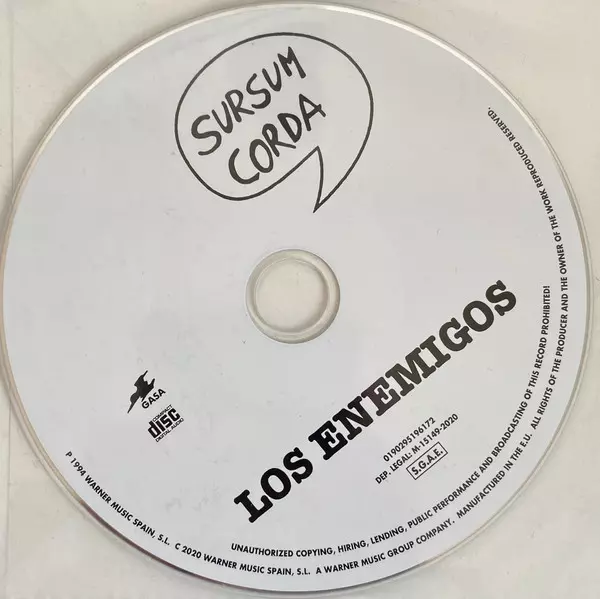 SURSUM
CORDA
LOS ENEMIGOS
GASA
COMPACT
disc
DIGITAL AUDIO
0190295196172
DEP. LEGAL: M-15149-2020
S.G.A.E.
UNAUTHORIZED COPYING, HIRING, LENDING, PUBLIC PERFORMANCE AND BROADCASTING OF THIS RECORD PROHIBITED!
P 1994 WARNER MUSIC SPAIN, S.L. C 2020 WARNER MUSIC SPAIN, S.L. A WARNER MUSIC GROUP COMPANY. MANUFACTURED IN THE E.U. ALL RIGHTS OF THE PRODUCER AND THE OWNER OF THE WORK REPRODUCED RESERVED.